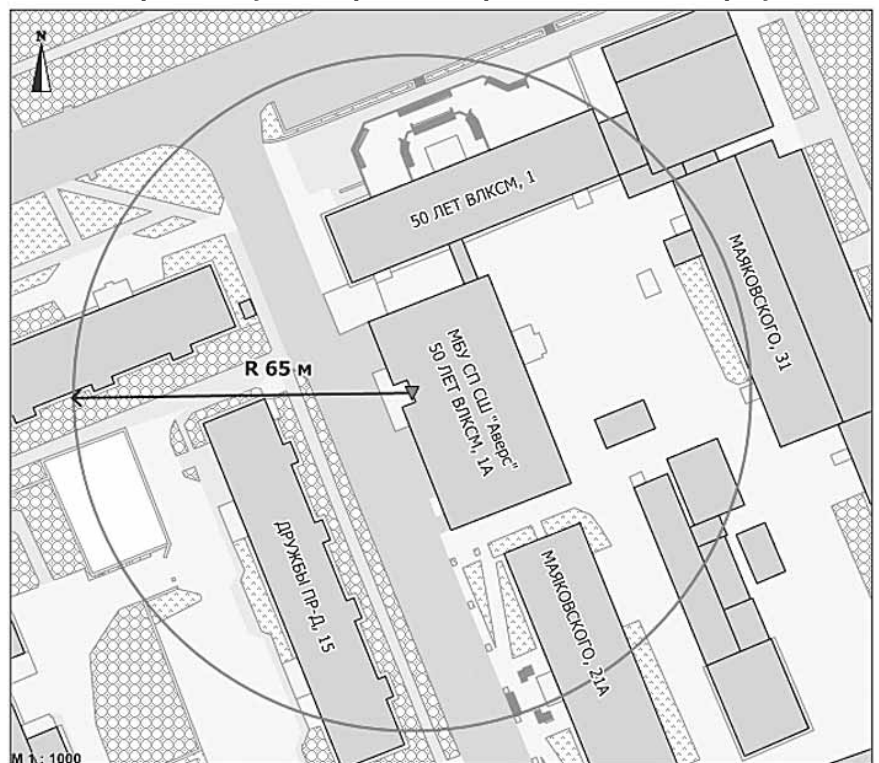 N
50 ЛЕТ ВЛКСМ, 1
МАЯКОВСКОГО, 31
R 65 м
МБУ СП СШ "Аверс"
50 ЛЕТ ВЛКСМ, 1А
ДРУЖБЫ ПР-Д, 15
МАЯКОВСКОГО, 21А
М 1 : 1000